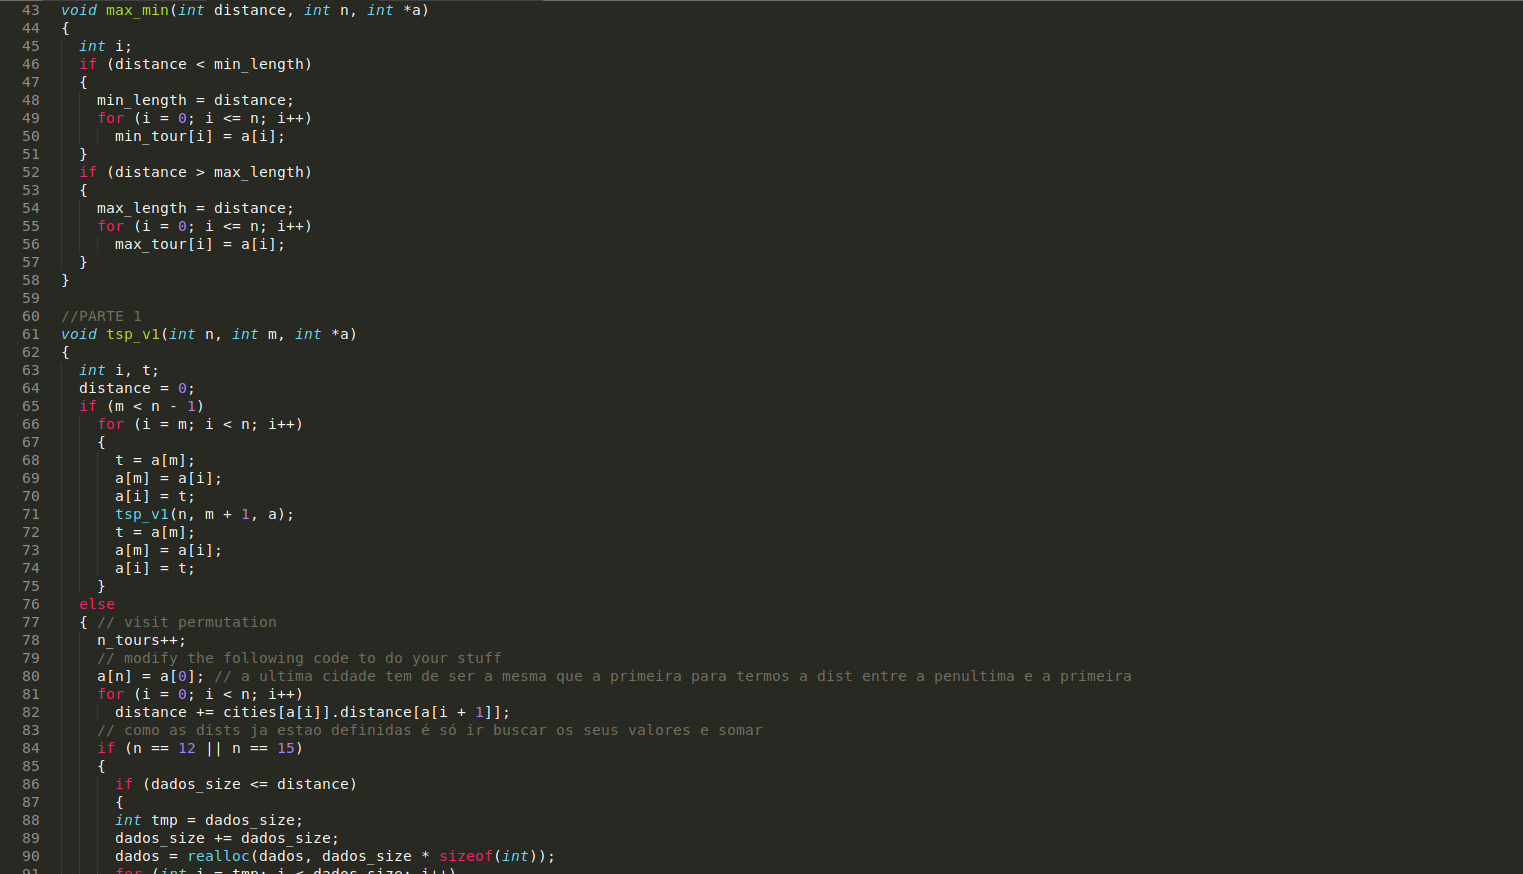 43 void max_min(int distance, int n, int *a)
44 {
45 int i;
46 if (distance < min_length)
47 {
48 min_length = distance;
49 for (i = 0; i <= n; i++)
50 min_tour[i] = a[i];
51 }
52 if (distance > max_length)
53 {
54 max_length = distance;
55 for (i = 0; i <= n; i++)
56 max_tour[i] = a[i];
57 }
58 }
59
60 //PARTE 1
61 void tsp_v1(int n, int m, int *a)
62 {
63 int i, t;
64 distance = 0;
65 if (m < n - 1)
66 for (i = m; i < n; i++)
67 {
68 t = a[m];
69 a[m] = a[i];
70 a[i] = t;
71 tsp_v1(n, m + 1, a);
72 t = a[m];
73 a[m] = a[i];
74 a[i] = t;
75 }
76 else
77 { // visit permutation
78 n_tours++;
79 // modify the following code to do your stuff
80 a[n] = a[0]; // a ultima cidade tem de ser a mesma que a primeira para termos a dist entre a penultima e a primeira
81 for (i = 0; i < n; i++)
82 distance += cities[a[i]].distance[a[i + 1]];
83 // como as dists ja estao definidas é só ir buscar os seus valores e somar
84 if (n == 12 || n == 15)
85 {
86 if (dados_size <= distance)
87 {
88 int tmp = dados_size;
89 dados_size += dados_size;
90 dados = realloc(dados, dados_size * sizeof(int));
91 for (int i = tmp; i < dados_size; i++)